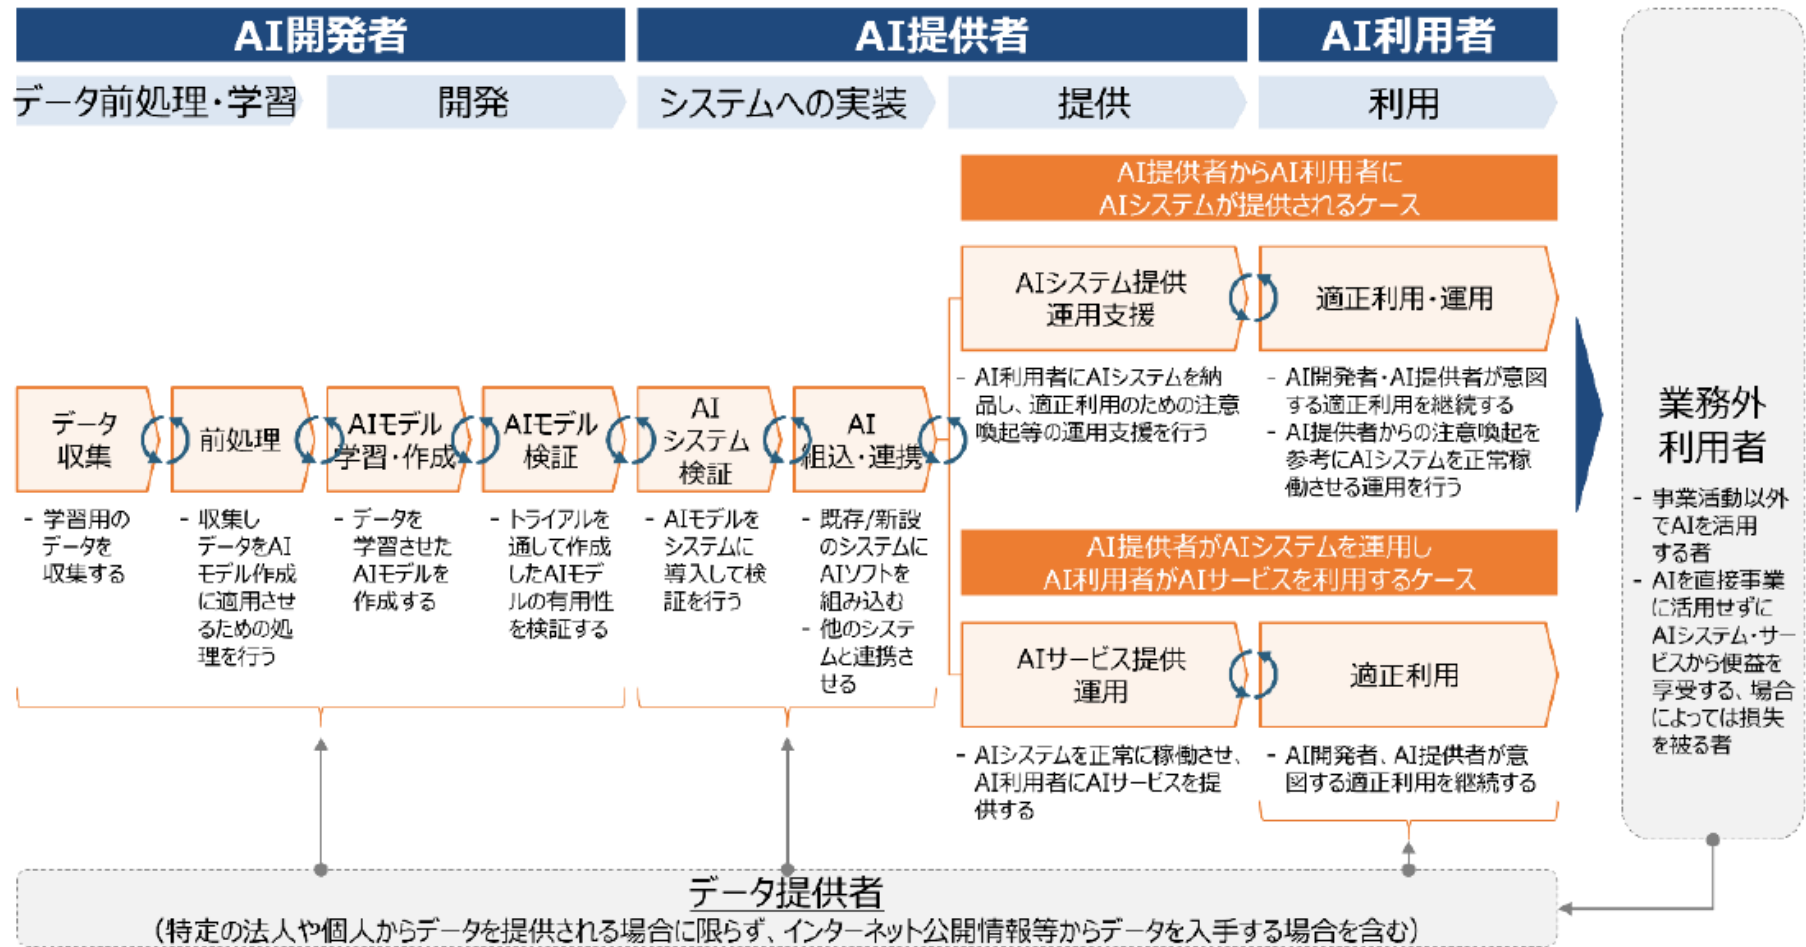 AI開発者
AI提供者
AI利用者
データ前処理・学習
開発
システムへの実装
提供
利用
AI提供者からAI利用者に
AIシステムが提供されるケース
AIシステム提供
運用支援
適正利用・運用
- AI利用者にAIシステムを納
品し、適正利用のための注意
喚起等の運用支援を行う
- AI開発者・AI提供者が意図
する適正利用を継続する
- AI提供者からの注意喚起を
参考にAIシステムを正常稼
働させる運用を行う
データ
収集
前処理
AIモデル
学習・作成
AIモデル
検証
AI
システム
検証
AI
組込・連携
- 学習用の
データを
収集する
- 収集し
データをAI
モデル作成
に適用させ
るための処
理を行う
- データを
学習させた
AIモデルを
作成する
- トライアルを
通して作成
したAIモデ
ルの有用性
を検証する
- AIモデルを
システムに
導入して検
証を行う
- 既存/新設
のシステムに
AIソフトを
組み込む
- 他のシステ
ムと連携さ
せる
AI提供者がAIシステムを運用し
AI利用者がAIサービスを利用するケース
AIサービス提供
運用
適正利用
- AIシステムを正常に稼働させ、
AI利用者にAIサービスを提
供する
- AI開発者、AI提供者が意
図する適正利用を継続する
業務外
利用者
- 事業活動以外
でAIを活用
する者
- AIを直接事業
に活用せずに
AIシステム・サー
ビスから便益を
享受する、場合
によっては損失
を被る者
データ提供者
(特定の法人や個人からデータを提供される場合に限らず、インターネット公開情報等からデータを入手する場合を含む)